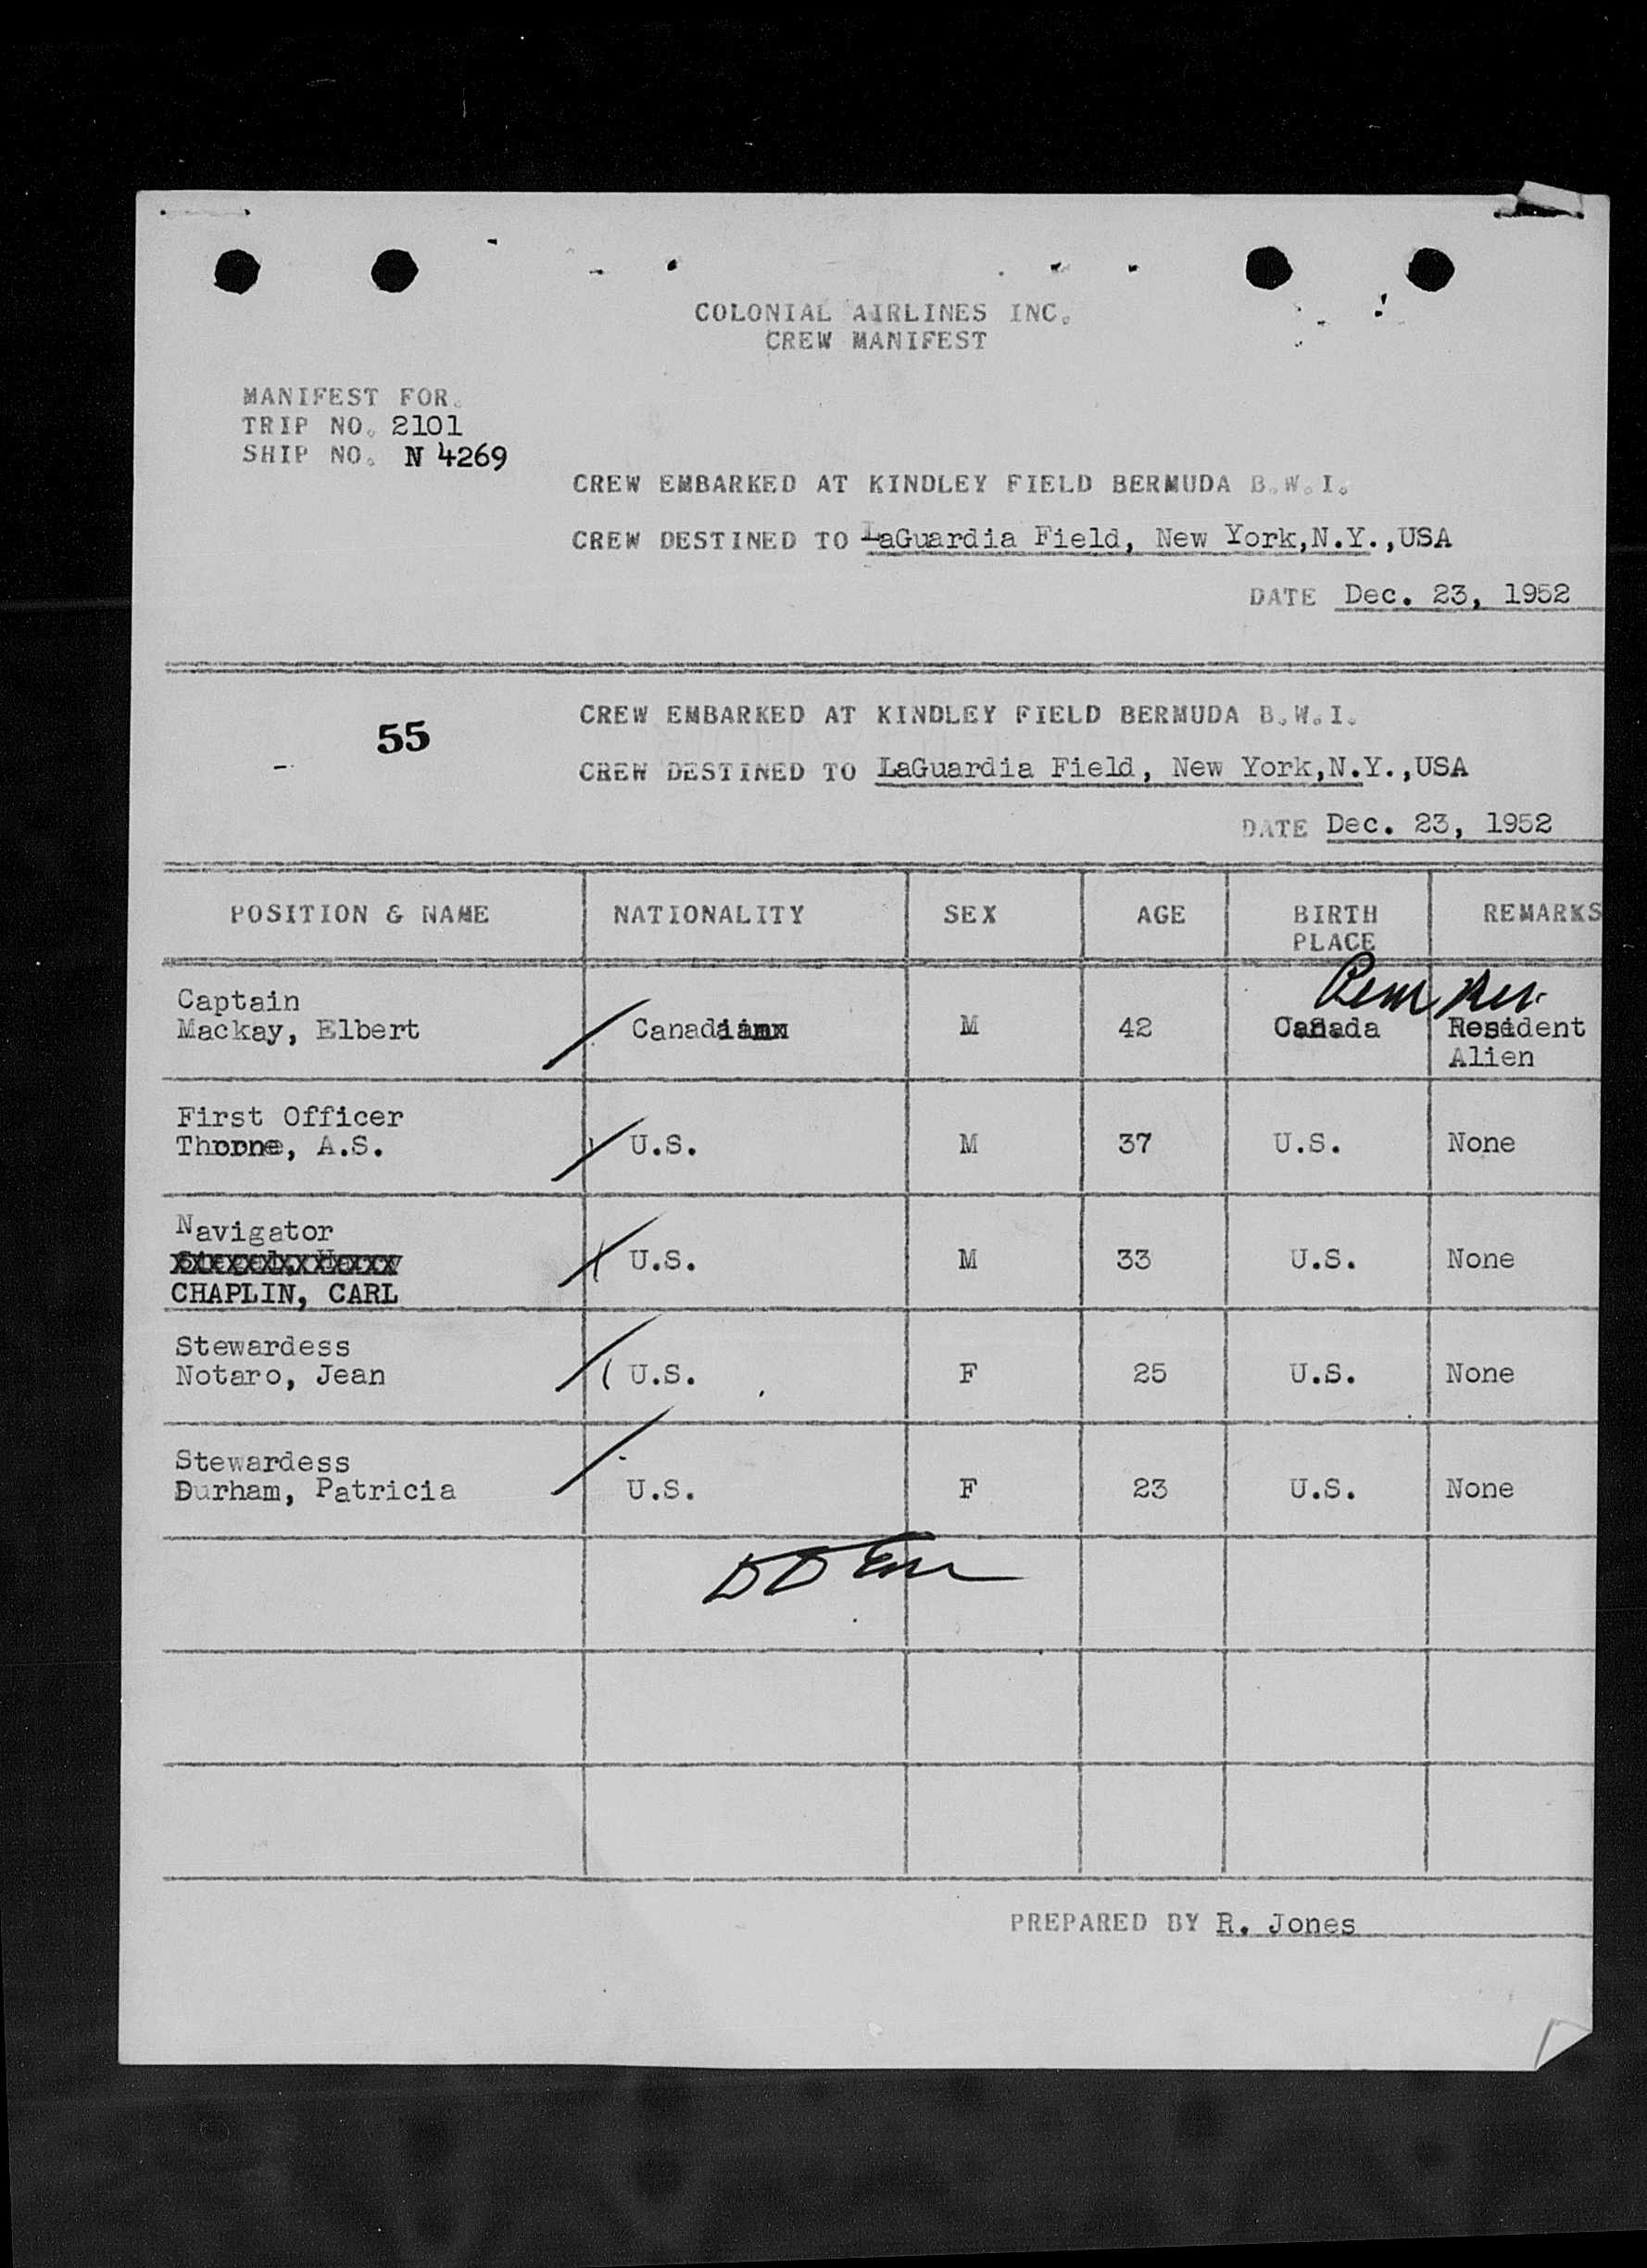 COLONIAL AIRLINES INC.
CREW MANIFEST
MANIFEST FOR.
TRIP NO. 2101
SHIP NO. N 4269
CREW EMBARKED AT KINDLEY FIELD BERMUDA B.W.I.
CREW DESTINED TO LaGuardia Field, New York,N.Y.,USA
DATE Dec. 23, 1952
55
CREW EMBARKED AT KINDLEY FIELD BERMUDA B.W.I.
CREW DESTINED TO LaGuardia Field, New York,N.Y.,USA
DATE Dec. 23, 1952
POSITION & NAME NATIONALITY SEX AGE BIRTH PLACE REMARKS
Captain
Mackay, Elbert Canadian M 42 Canada Resident
Alien
First Officer
Thorne, A.S. U.S. M 37 U.S. None
Navigator
U.S. M 33 U.S. None
CHAPLIN, CARL
Stewardess
Notaro, Jean U.S. F 25 U.S. None
Stewardess
Durham, Patricia U.S. F 23 U.S. None
PREPARED BY R. Jones